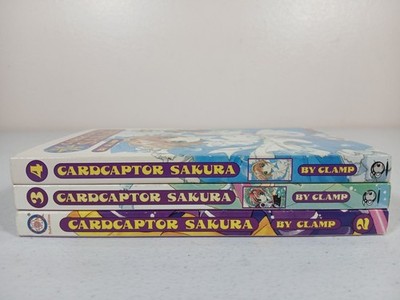 4 CARDCAPTOR SAKURA BY CLAMP
3 CARDCAPTOR SAKURA BY CLAMP
CARDCAPTOR SAKURA BY CLAMP 2